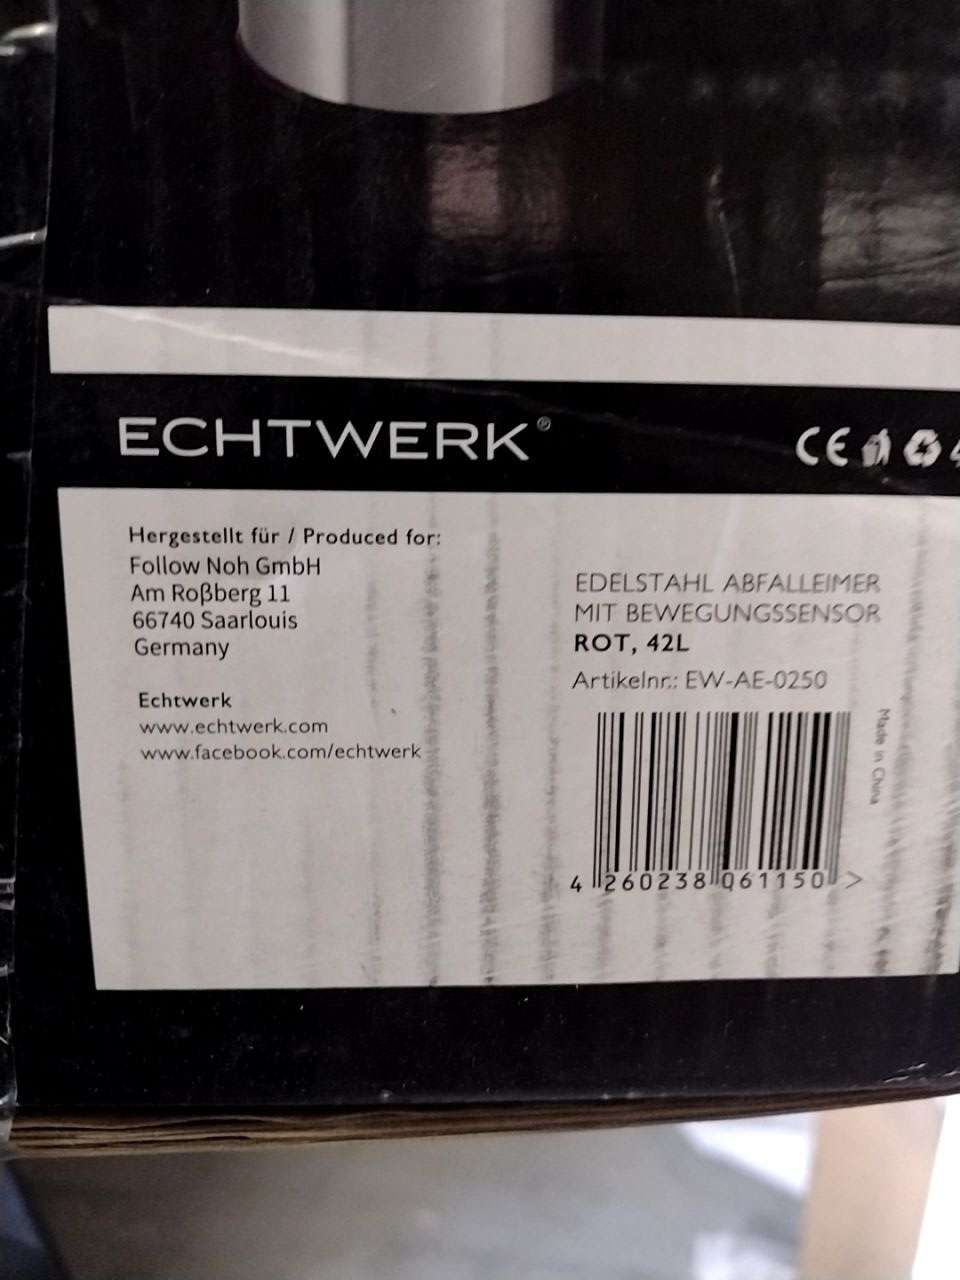 ECHTWERK®
CE
Hergestellt für / Produced for:
Follow Noh GmbH
Am Roßberg 11
66740 Saarlouis
Germany
Echtwerk
www.echtwerk.com
www.facebook.com/echtwerk
EDELSTAHL ABFALLEIMER
MIT BEWEGUNGSSENSOR
ROT, 42L
Artikelnr.: EW-AE-0250
Made in China
4 260238 061150 >